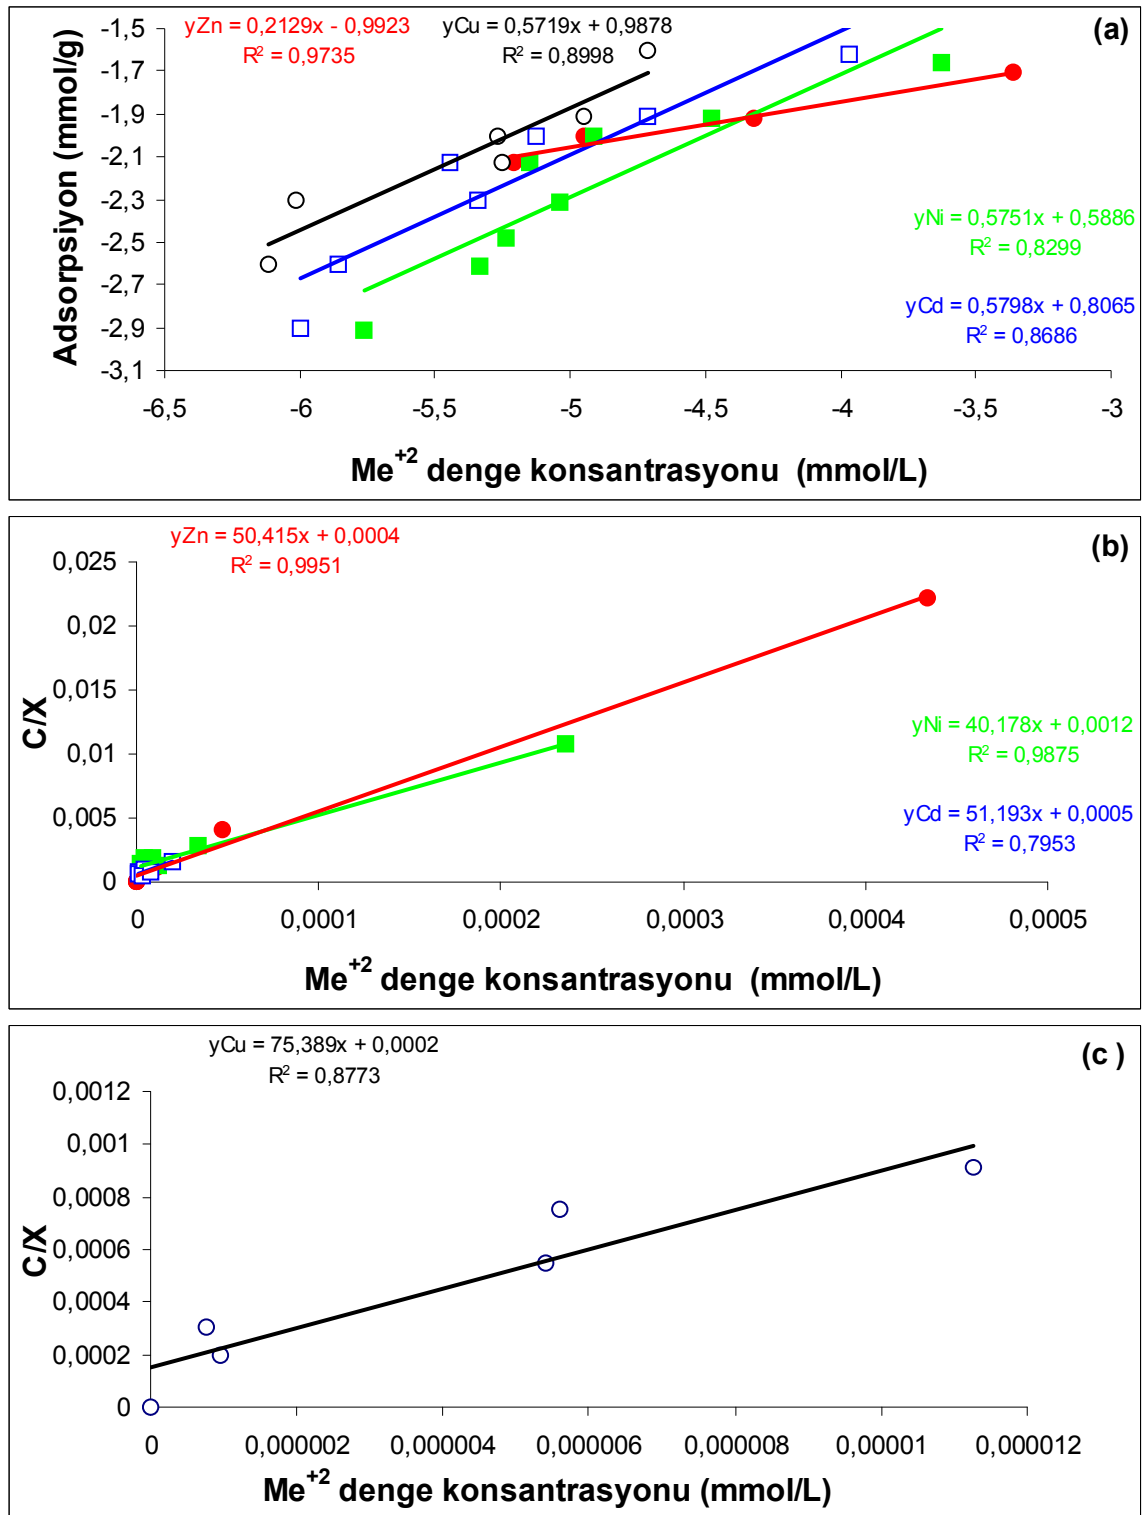 yZn = 0,2129x - 0,9923
R² = 0,9735
yCu = 0,5719x + 0,9878
R² = 0,8998
(a)
Adsorpsiyon (mmol/g)
-1,5
-1,7
-1,9
-2,1
-2,3
-2,5
-2,7
-2,9
-3,1
yNi = 0,5751x + 0,5886
R² = 0,8299
yCd = 0,5798x + 0,8065
R² = 0,8686
-6,5 -6 -5,5 -5 -4,5 -4 -3,5 -3
Me⁺² denge konsantrasyonu (mmol/L)
yZn = 50,415x + 0,0004
R² = 0,9951
(b)
C/X
0,025
0,02
0,015
0,01
0,005
0
yNi = 40,178x + 0,0012
R² = 0,9875
yCd = 51,193x + 0,0005
R² = 0,7953
0 0,0001 0,0002 0,0003 0,0004 0,0005
Me⁺² denge konsantrasyonu (mmol/L)
yCu = 75,389x + 0,0002
R² = 0,8773
(c )
C/X
0,0012
0,001
0,0008
0,0006
0,0004
0,0002
0
0 0,000002 0,000004 0,000006 0,000008 0,00001 0,000012
Me⁺² denge konsantrasyonu (mmol/L)